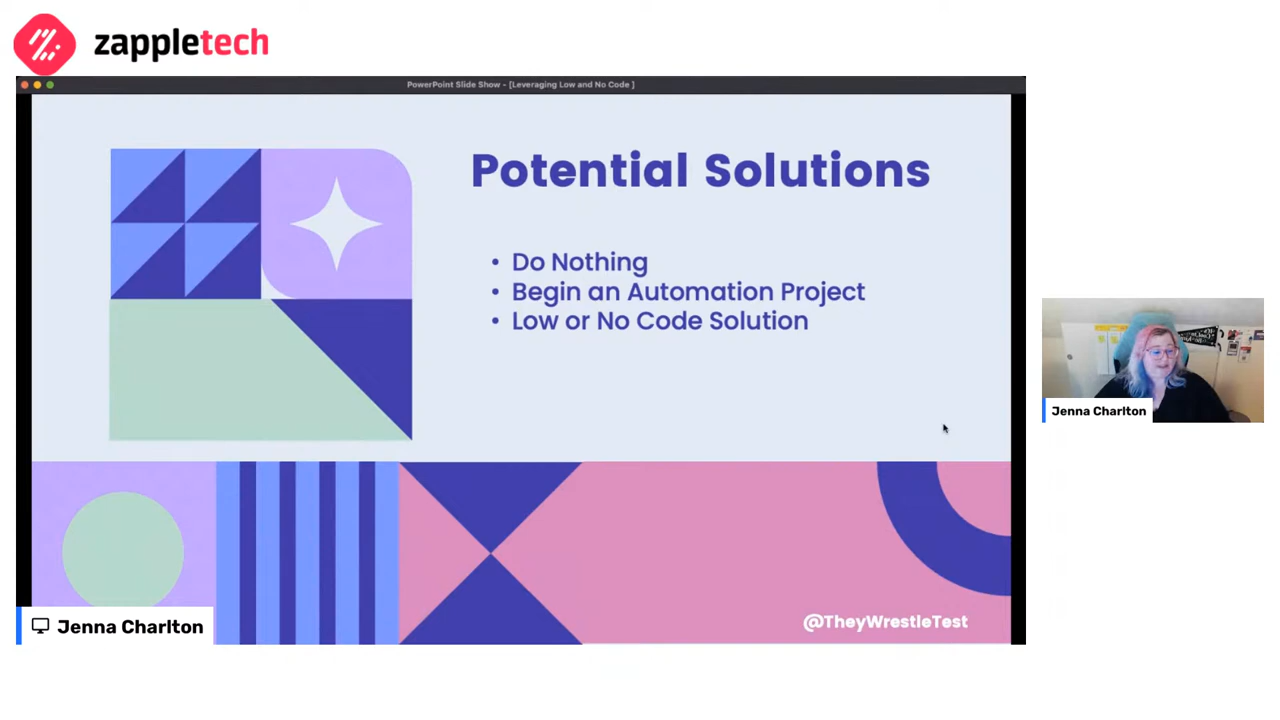 zappletech
PowerPoint Slide Show - [Leveraging Low and No Code ]
Potential Solutions
• Do Nothing
• Begin an Automation Project
• Low or No Code Solution
Jenna Charlton
@TheyWrestleTest
Jenna Charlton